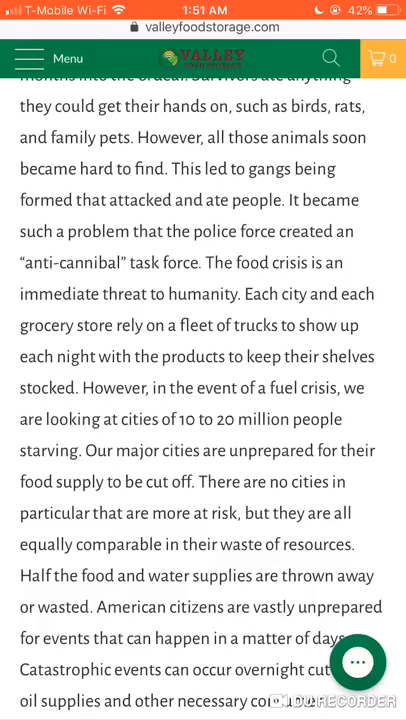 T-Mobile Wi-Fi 1:51 AM 42%
valleyfoodstorage.com
Menu VALLEY 0
months into the ordeal. Survivors ate anything
they could get their hands on, such as birds, rats,
and family pets. However, all those animals soon
became hard to find. This led to gangs being
formed that attacked and ate people. It became
such a problem that the police force created an
“anti-cannibal” task force. The food crisis is an
immediate threat to humanity. Each city and each
grocery store rely on a fleet of trucks to show up
each night with the products to keep their shelves
stocked. However, in the event of a fuel crisis, we
are looking at cities of 10 to 20 million people
starving. Our major cities are unprepared for their
food supply to be cut off. There are no cities in
particular that are more at risk, but they are all
equally comparable in their waste of resources.
Half the food and water supplies are thrown away
or wasted. American citizens are vastly unprepared
for events that can happen in a matter of days.
Catastrophic events can occur overnight cut
oil supplies and other necessary
RECORDER